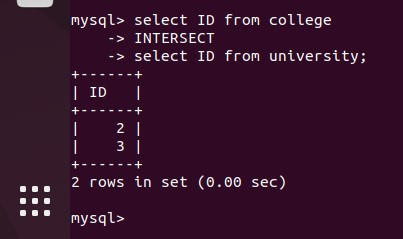 mysql> select ID from college
    -> INTERSECT
    -> select ID from university;
+------+
| ID   |
+------+
|    2 |
|    3 |
+------+
2 rows in set (0.00 sec)

mysql>